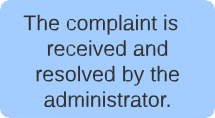 The complaint is
received and
resolved by the
administrator.